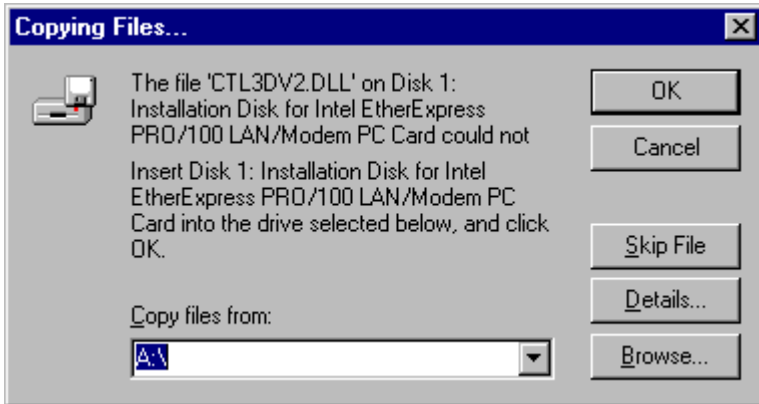 Copying Files...
The file 'CTL3DV2.DLL' on Disk 1:
Installation Disk for Intel EtherExpress
PRO/100 LAN/Modem PC Card could not
Insert Disk 1: Installation Disk for Intel
EtherExpress PRO/100 LAN/Modem PC
Card into the drive selected below, and click
OK.
Copy files from:
A:\
OK
Cancel
Skip File
Details...
Browse...